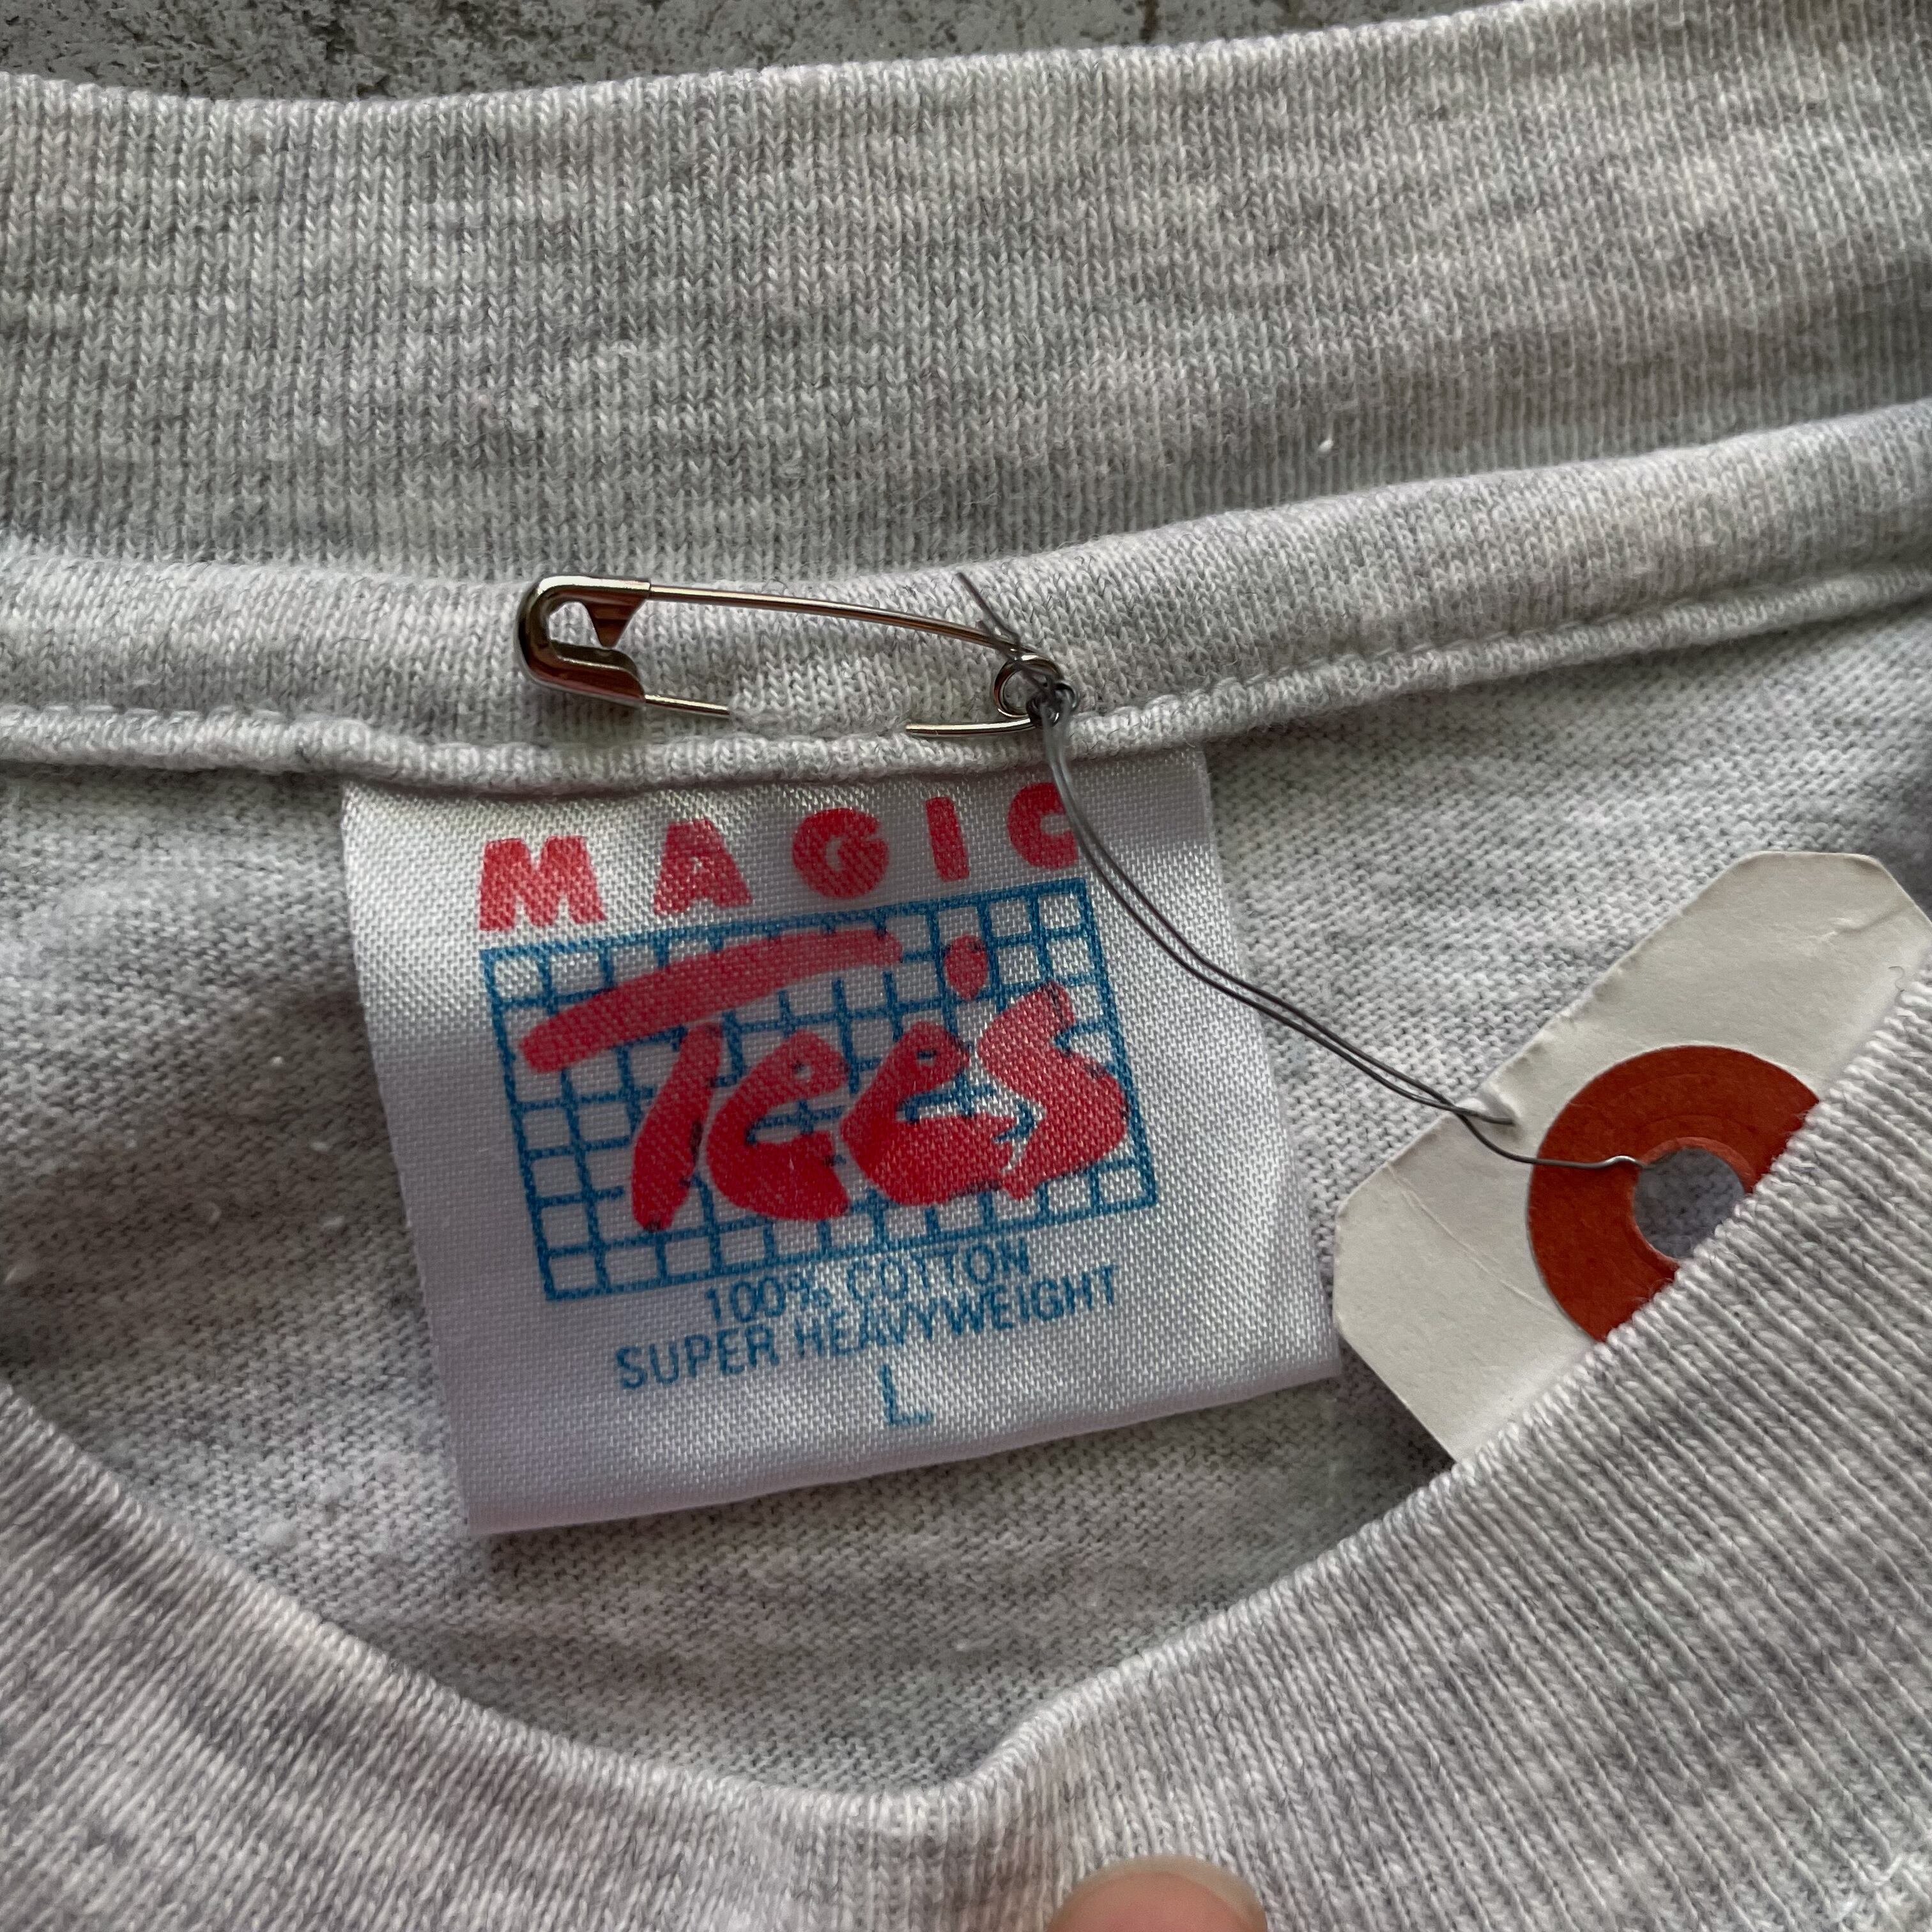 MAGIC
Tee's
100% COTTON
SUPER HEAVYWEIGHT
L